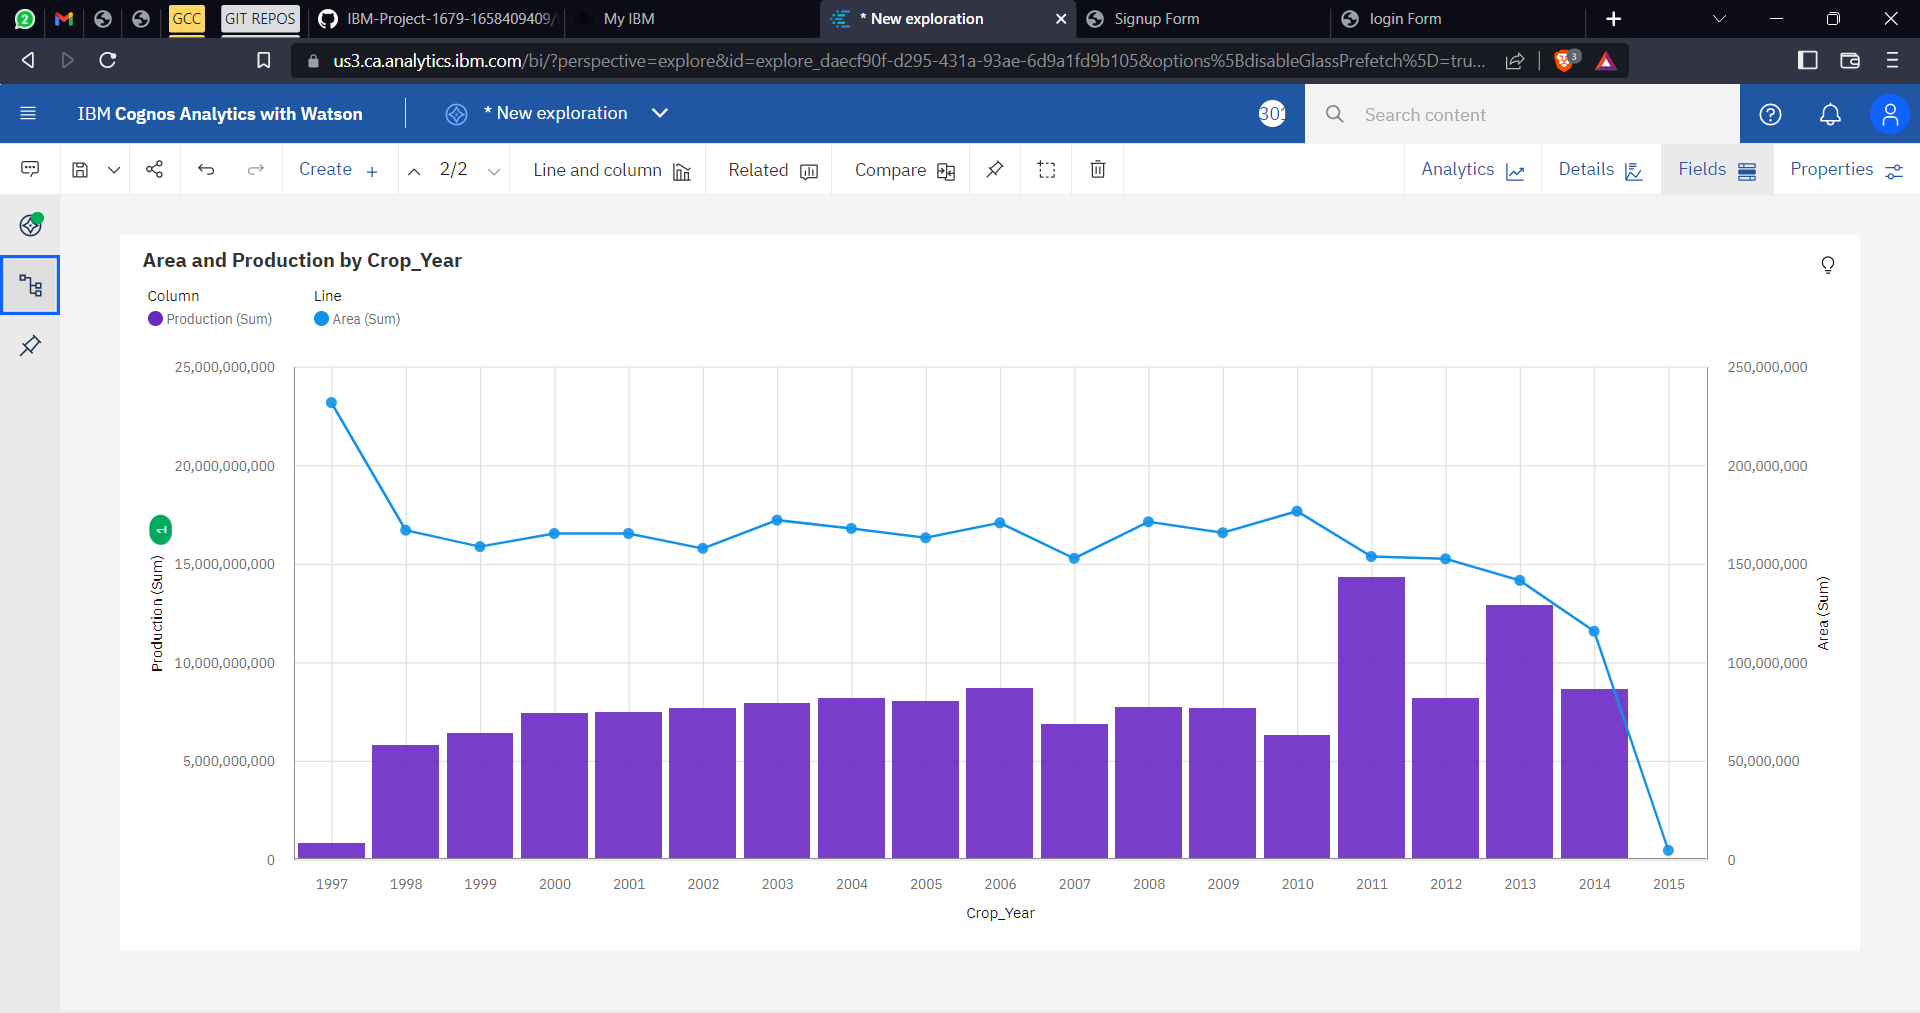 2
GCC
GIT REPOS
IBM-Project-1679-1658409409/
My IBM
* New exploration
Signup Form
login Form
us3.ca.analytics.ibm.com/bi/?perspective=explore&id=explore_daecf90f-d295-431a-93ae-6d9a1fd9b105&options%5BdisableGlassPrefetch%5D=tru...
3
IBM Cognos Analytics with Watson
* New exploration
301
Search content
Create
2/2
Line and column
Related
Compare
Analytics
Details
Fields
Properties
Area and Production by Crop_Year
Column
Line
Production (Sum)
Area (Sum)
25,000,000,000
20,000,000,000
15,000,000,000
10,000,000,000
5,000,000,000
0
Production (Sum)
1
250,000,000
200,000,000
150,000,000
100,000,000
50,000,000
0
Area (Sum)
1997 1998 1999 2000 2001 2002 2003 2004 2005 2006 2007 2008 2009 2010 2011 2012 2013 2014 2015
Crop_Year